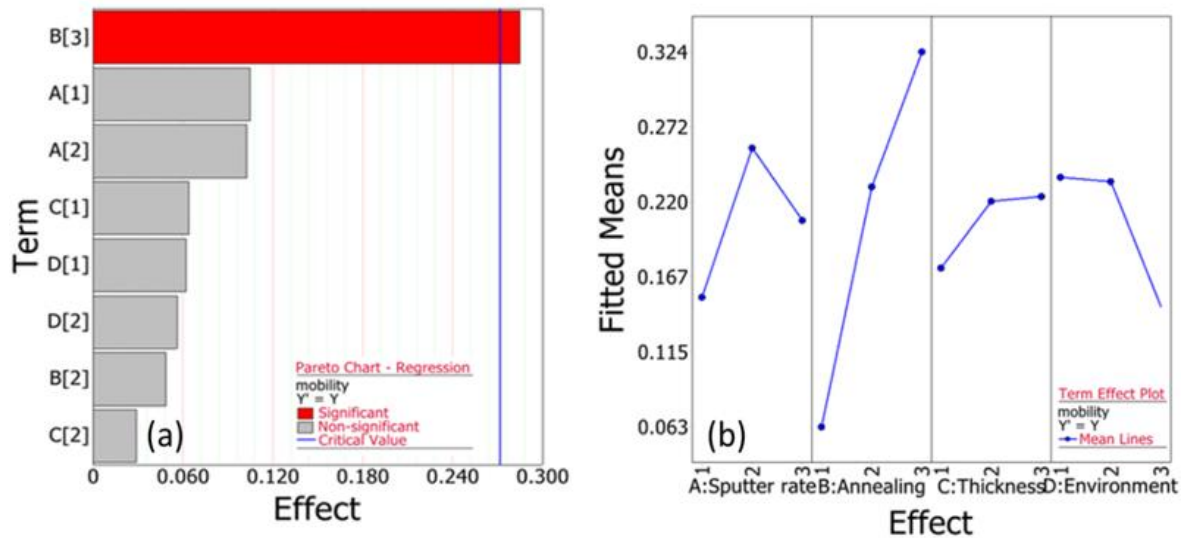 B[3]
A[1]
A[2]
C[1]
D[1]
D[2]
B[2]
C[2]
Term
0 0.060 0.120 0.180 0.240 0.300
Effect
(a)
Pareto Chart - Regression
mobility
Y' = Y
Significant
Non-significant
Critical Value
0.324
0.272
0.220
0.167
0.115
0.063
Fitted Means
1 2 3 1 2 3 1 2 3 1 2 3
A:Sputter rate B:Annealing C:Thickness D:Environment
Effect
(b)
Term Effect Plot
mobility
Y' = Y
Mean Lines